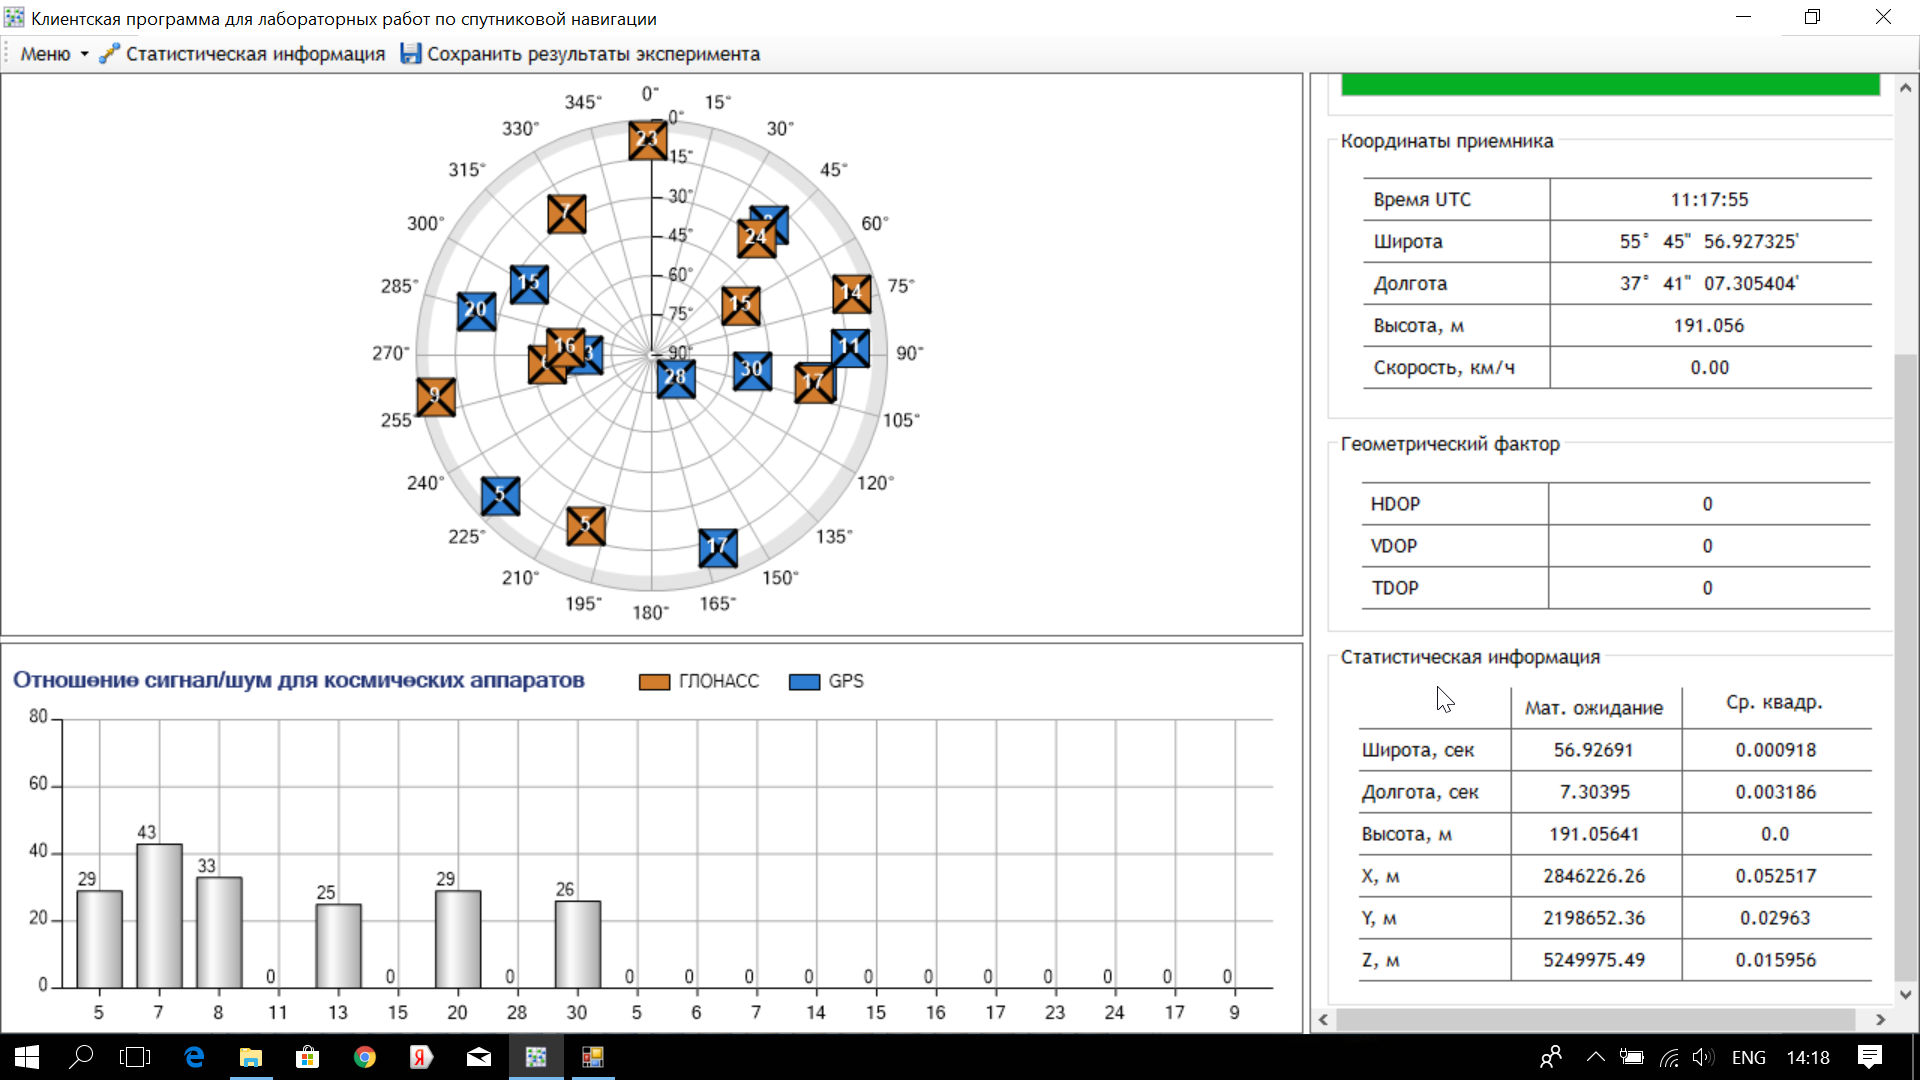 Клиентская программа для лабораторных работ по спутниковой навигации
Меню Статистическая информация Сохранить результаты эксперимента
0° 15° 30° 45° 60° 75° 90° 105° 120° 135° 150° 165° 180° 195° 210° 225° 240° 255° 270° 285° 300° 315° 330° 345°
0°
15°
30°
45°
60°
75°
90°
23
7
24
15
14
15
20
16
11
30
28
17
9
5
5
17
Отношение сигнал/шум для космических аппаратов ГЛОНАСС GPS
80
60
40
20
0
29 43 33 0 25 0 29 0 26 0 0 0 0 0 0 0 0 0 0 0
5 7 8 11 13 15 20 28 30 5 6 7 14 15 16 17 23 24 17 9
Координаты приемника
Время UTC 11:17:55
Широта 55° 45" 56.927325'
Долгота 37° 41" 07.305404'
Высота, м 191.056
Скорость, км/ч 0.00
Геометрический фактор
HDOP 0
VDOP 0
TDOP 0
Статистическая информация
Мат. ожидание Ср. квадр.
Широта, сек 56.92691 0.000918
Долгота, сек 7.30395 0.003186
Высота, м 191.05641 0.0
X, м 2846226.26 0.052517
Y, м 2198652.36 0.02963
Z, м 5249975.49 0.015956
ENG 14:18